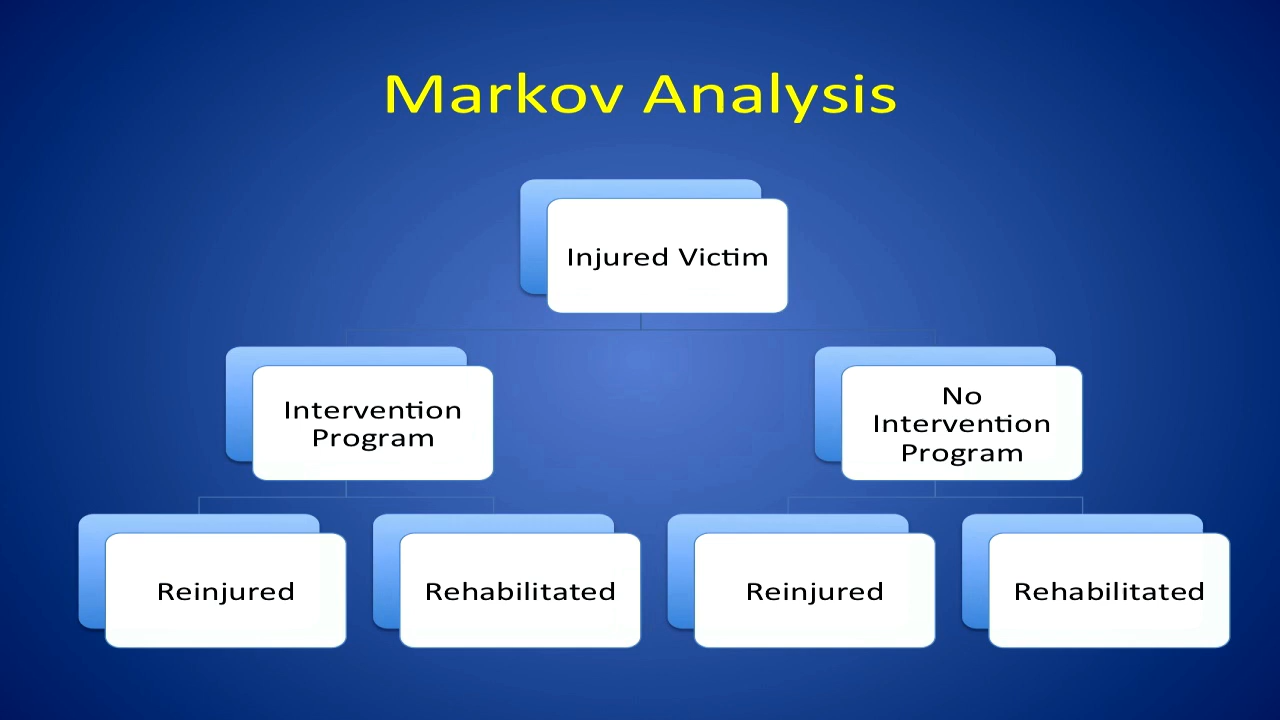 Markov Analysis
Injured Victim
Intervention
Program
No
Intervention
Program
Reinjured
Rehabilitated
Reinjured
Rehabilitated